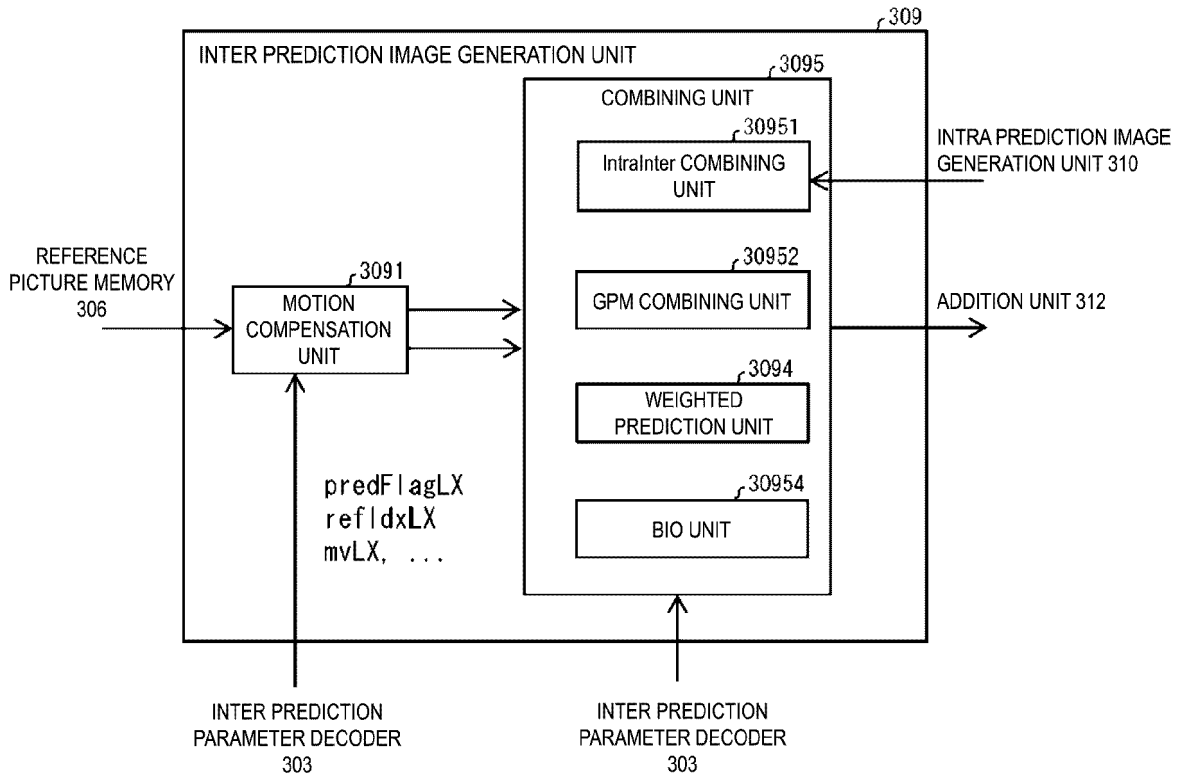 309
INTER PREDICTION IMAGE GENERATION UNIT
3095
COMBINING UNIT
30951
IntraInter COMBINING
UNIT
INTRA PREDICTION IMAGE
GENERATION UNIT 310
REFERENCE
PICTURE MEMORY
306
3091
MOTION
COMPENSATION
UNIT
30952
GPM COMBINING UNIT
ADDITION UNIT 312
3094
WEIGHTED
PREDICTION UNIT
predFlagLX
refIdxLX
mvLX, ...
30954
BIO UNIT
INTER PREDICTION
PARAMETER DECODER
303
INTER PREDICTION
PARAMETER DECODER
303